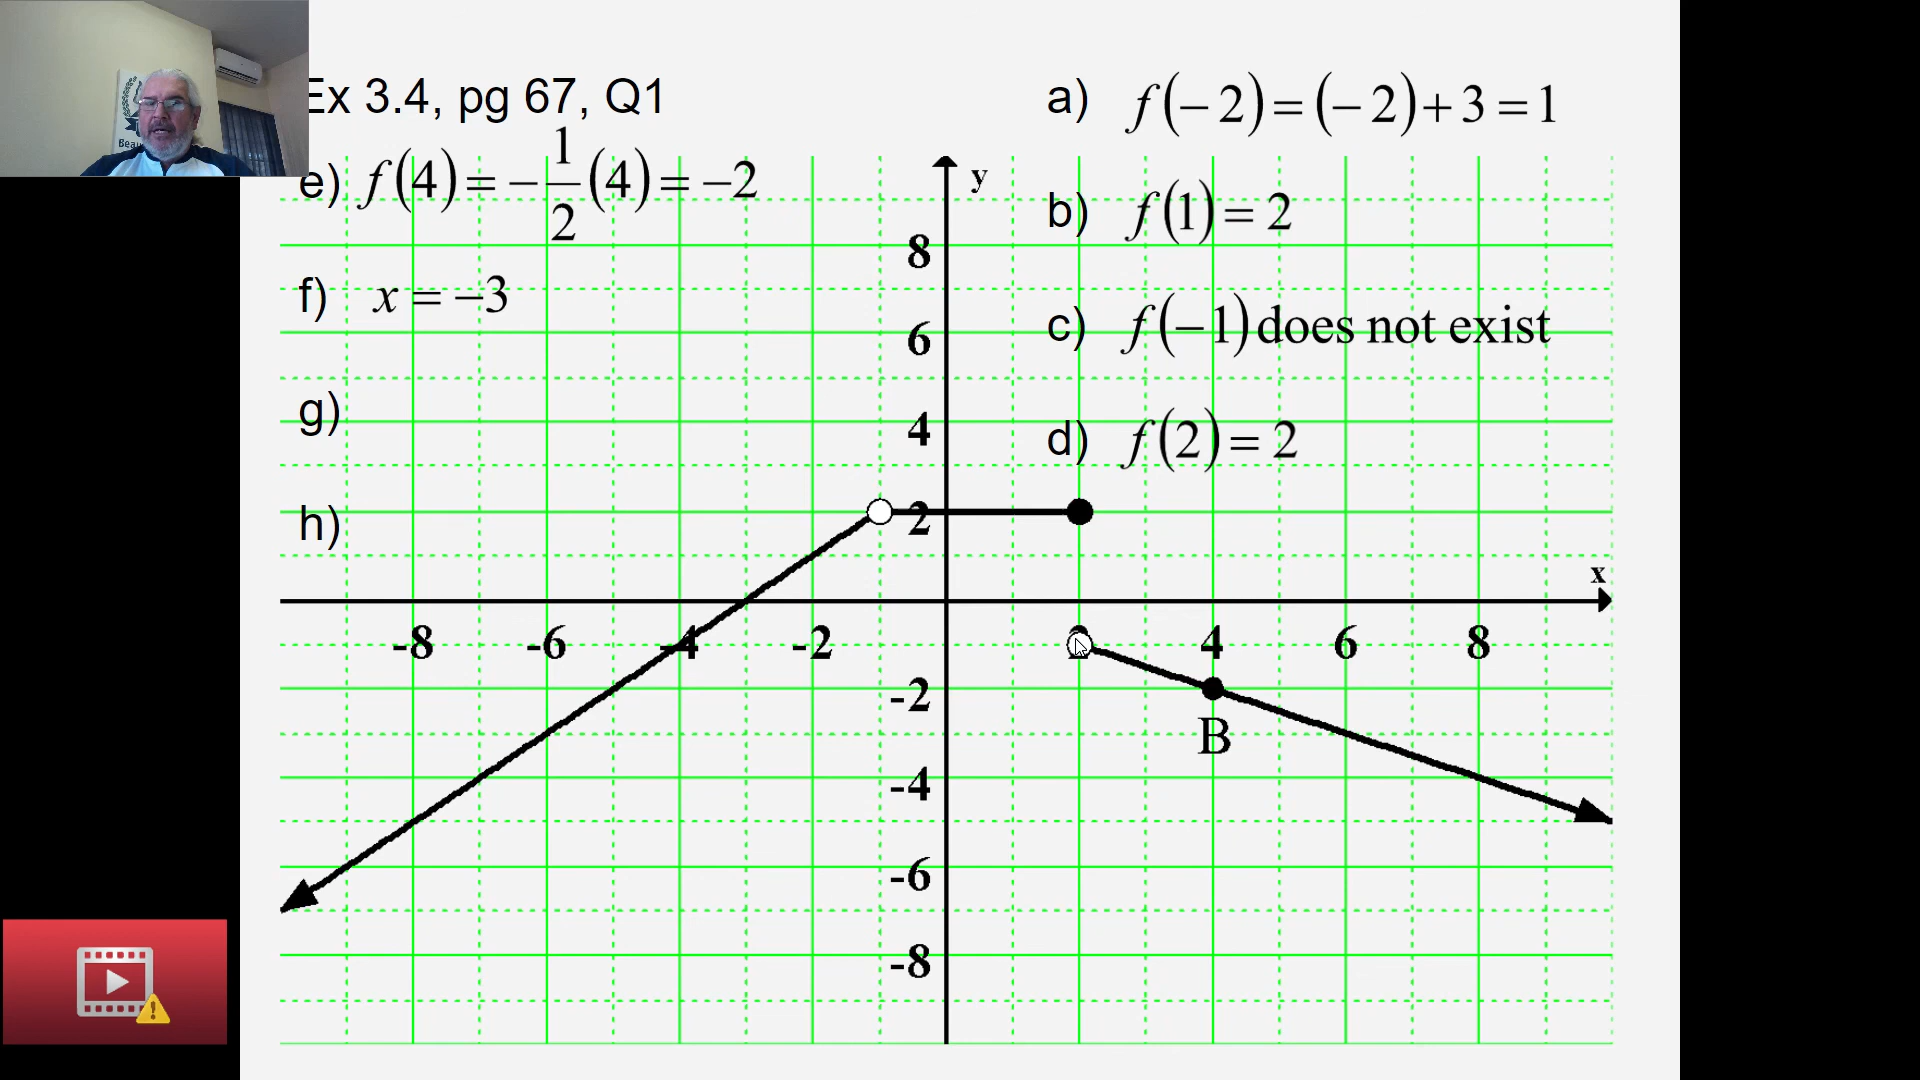 Ex 3.4, pg 67, Q1
e) f(4) = -1/2(4) = -2
f) x = -3
g)
h)
a) f(-2) = (-2)+3 = 1
b) f(1) = 2
c) f(-1) does not exist
d) f(2) = 2
y
8
6
4
2
x
-8 -6 -4 -2 2 4 6 8
-2
B
-4
-6
-8